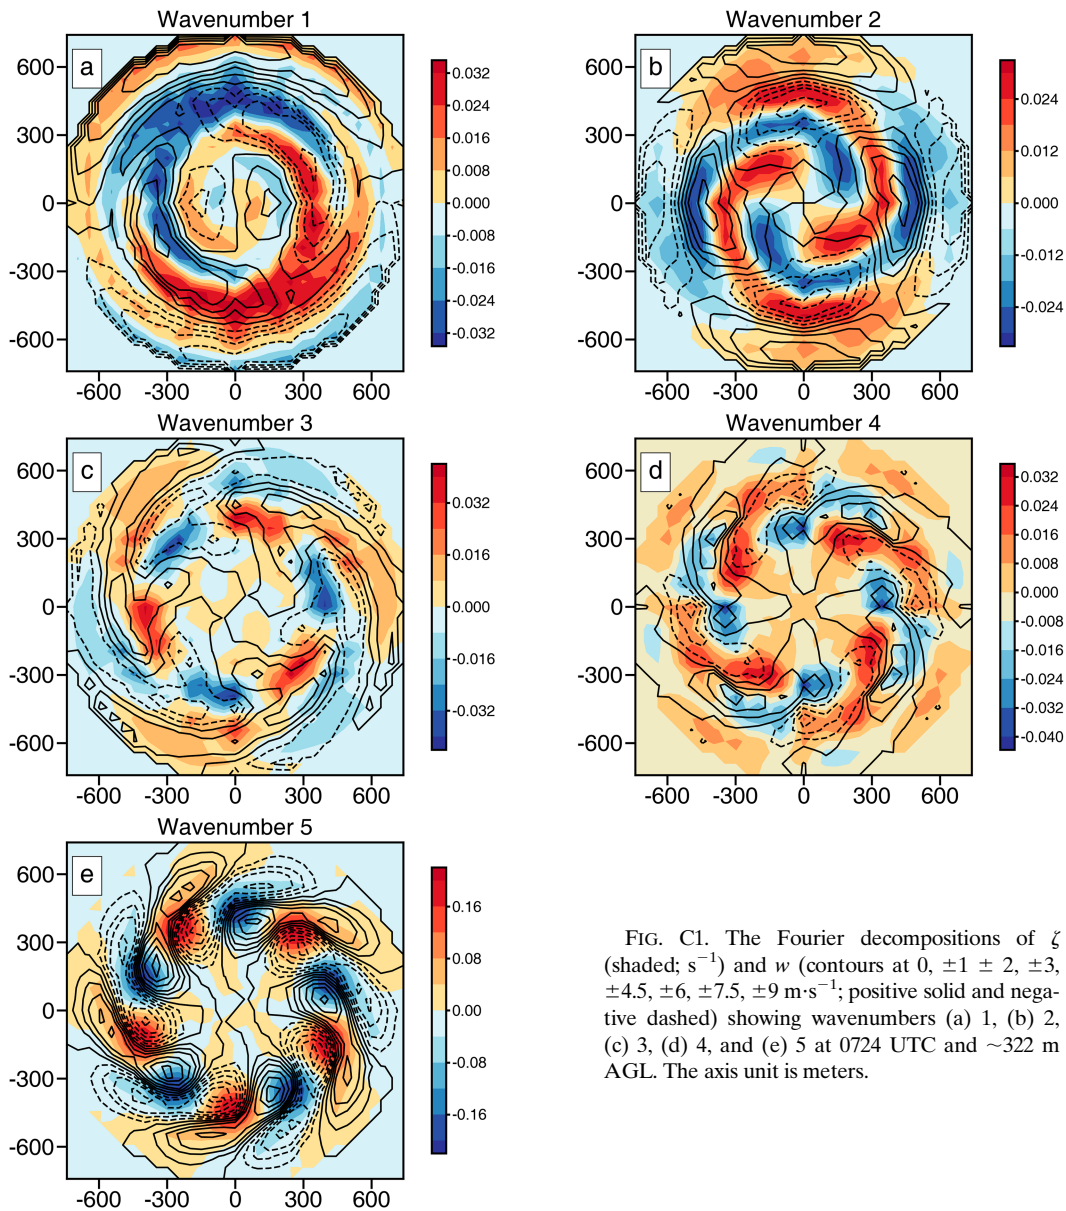 Wavenumber 1
a
600
300
0
-300
-600
-600 -300 0 300 600
0.032
0.024
0.016
0.008
0.000
-0.008
-0.016
-0.024
-0.032
Wavenumber 2
b
600
300
0
-300
-600
-600 -300 0 300 600
0.024
0.012
0.000
-0.012
-0.024
Wavenumber 3
c
600
300
0
-300
-600
-600 -300 0 300 600
0.032
0.016
0.000
-0.016
-0.032
Wavenumber 4
d
600
300
0
-300
-600
-600 -300 0 300 600
0.032
0.024
0.016
0.008
0.000
-0.008
-0.016
-0.024
-0.032
-0.040
Wavenumber 5
e
600
300
0
-300
-600
-600 -300 0 300 600
0.16
0.08
0.00
-0.08
-0.16
FIG. C1. The Fourier decompositions of ζ
(shaded; s⁻¹) and w (contours at 0, ±1 ± 2, ±3,
±4.5, ±6, ±7.5, ±9 m·s⁻¹; positive solid and nega-
tive dashed) showing wavenumbers (a) 1, (b) 2,
(c) 3, (d) 4, and (e) 5 at 0724 UTC and ~322 m
AGL. The axis unit is meters.